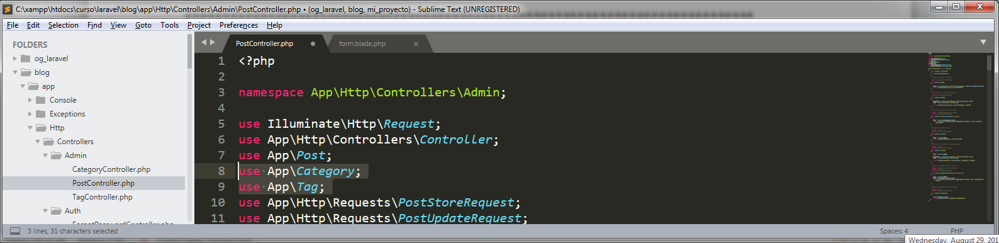 C:\xampp\htdocs\curso\laravel\blog\app\Http\Controllers\Admin\PostController.php • (og_laravel, blog, mi_proyecto) - Sublime Text (UNREGISTERED)
File Edit Selection Find View Goto Tools Project Preferences Help
FOLDERS
og_laravel
blog
app
Console
Exceptions
Http
Controllers
Admin
CategoryController.php
PostController.php
TagController.php
Auth
ForgotPasswordController.php
PostController.php
form.blade.php
1 <?php
2
3 namespace App\Http\Controllers\Admin;
4
5 use Illuminate\Http\Request;
6 use App\Http\Controllers\Controller;
7 use App\Post;
8 use App\Category;
9 use App\Tag;
10 use App\Http\Requests\PostStoreRequest;
11 use App\Http\Requests\PostUpdateRequest;
3 lines, 31 characters selected
Spaces: 4
PHP
Wednesday, August 29, 201